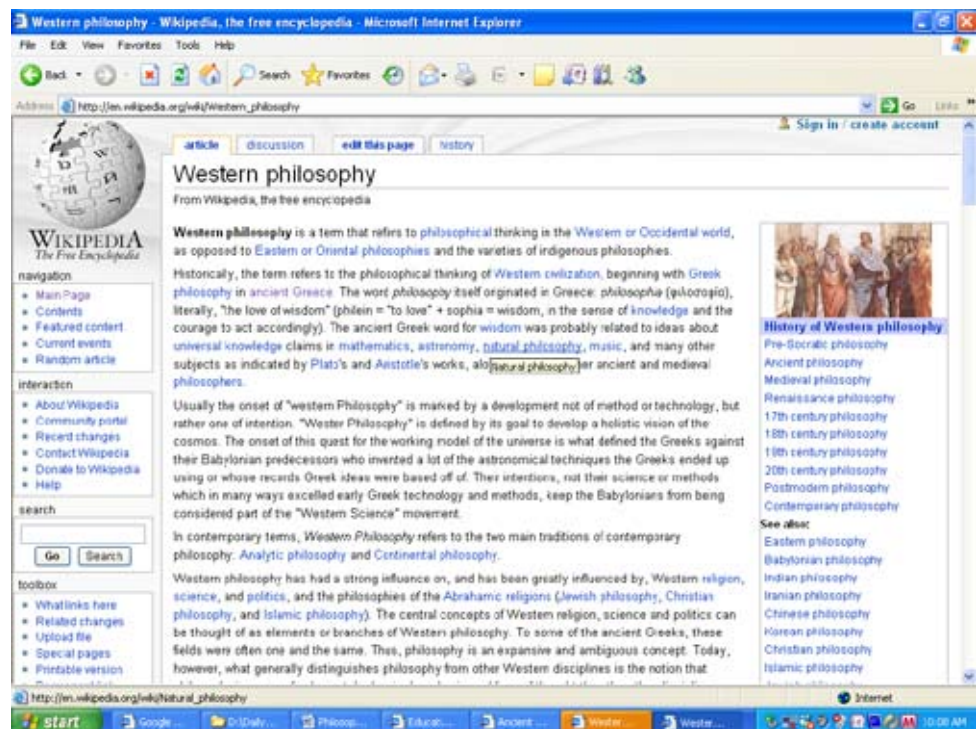 Western philosophy - Wikipedia, the free encyclopedia - Microsoft Internet Explorer
File Edit View Favorites Tools Help
Back Search Favorites
Address http://en.wikipedia.org/wiki/Western_philosophy Go Links »
Sign in / create account
article discussion edit this page history
Western philosophy
From Wikipedia, the free encyclopedia
WIKIPEDIA
The Free Encyclopedia
navigation
Main Page
Contents
Featured content
Current events
Random article
interaction
About Wikipedia
Community portal
Recent changes
Contact Wikipedia
Donate to Wikipedia
Help
search
Go Search
toolbox
What links here
Related changes
Upload file
Special pages
Printable version
Western philosophy is a term that refers to philosophical thinking in the Western or Occidental world,
as opposed to Eastern or Oriental philosophies and the varieties of indigenous philosophies.
Historically, the term refers to the philosophical thinking of Western civilization, beginning with Greek
philosophy in ancient Greece. The word philosophy itself originated in Greece: philosophia (φιλοσοφία),
literally, "the love of wisdom" (philein = "to love" + sophia = wisdom, in the sense of knowledge and the
courage to act accordingly). The ancient Greek word for wisdom was probably related to ideas about
universal knowledge claims in mathematics, astronomy, natural philosophy, music, and many other
subjects as indicated by Plato's and Aristotle's works, alo Natural philosophy er ancient and medieval
philosophers.
Usually the onset of "western Philosophy" is marked by a development not of method or technology, but
rather one of intention. "Wester Philosophy" is defined by its goal to develop a holistic vision of the
cosmos. The onset of this quest for the working model of the universe is what defined the Greeks against
their Babylonian predecessors who invented a lot of the astronomical techniques the Greeks ended up
using or whose records Greek ideas were based off of. Their intentions, not their science or methods
which in many ways excelled early Greek technology and methods, keep the Babylonians from being
considered part of the "Western Science" movement.
In contemporary terms, Western Philosophy refers to the two main traditions of contemporary
philosophy: Analytic philosophy and Continental philosophy.
Western philosophy has had a strong influence on, and has been greatly influenced by, Western religion,
science, and politics, and the philosophies of the Abrahamic religions (Jewish philosophy, Christian
philosophy, and Islamic philosophy). The central concepts of Western religion, science and politics can
be thought of as elements or branches of Western philosophy. To some of the ancient Greeks, these
fields were often one and the same. Thus, philosophy is an expansive and ambiguous concept. Today,
however, what generally distinguishes philosophy from other Western disciplines is the notion that
History of Western philosophy
Pre-Socratic philosophy
Ancient philosophy
Medieval philosophy
Renaissance philosophy
17th century philosophy
18th century philosophy
19th century philosophy
20th century philosophy
Postmodern philosophy
Contemporary philosophy
See also:
Eastern philosophy
Babylonian philosophy
Indian philosophy
Iranian philosophy
Chinese philosophy
Korean philosophy
Christian philosophy
Islamic philosophy
http://en.wikipedia.org/wiki/Natural_philosophy Internet
start Google ... D:\Daily... Philosop... Educati... Ancient ... Wester... Wester... 10:08 AM